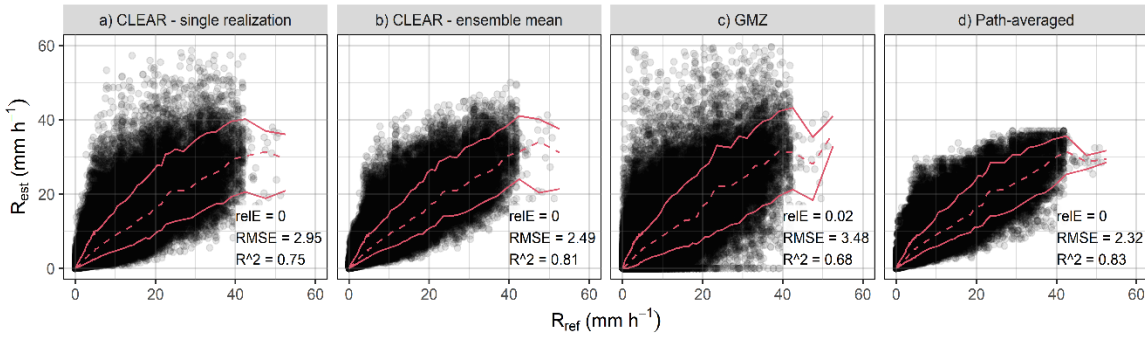 a) CLEAR - single realization
b) CLEAR - ensemble mean
c) GMZ
d) Path-averaged
60
40
20
0
R_est (mm h⁻¹)
relE = 0
RMSE = 2.95
R^2 = 0.75
relE = 0
RMSE = 2.49
R^2 = 0.81
relE = 0.02
RMSE = 3.48
R^2 = 0.68
relE = 0
RMSE = 2.32
R^2 = 0.83
0 20 40 60
0 20 40 60
0 20 40 60
0 20 40 60
R_ref (mm h⁻¹)